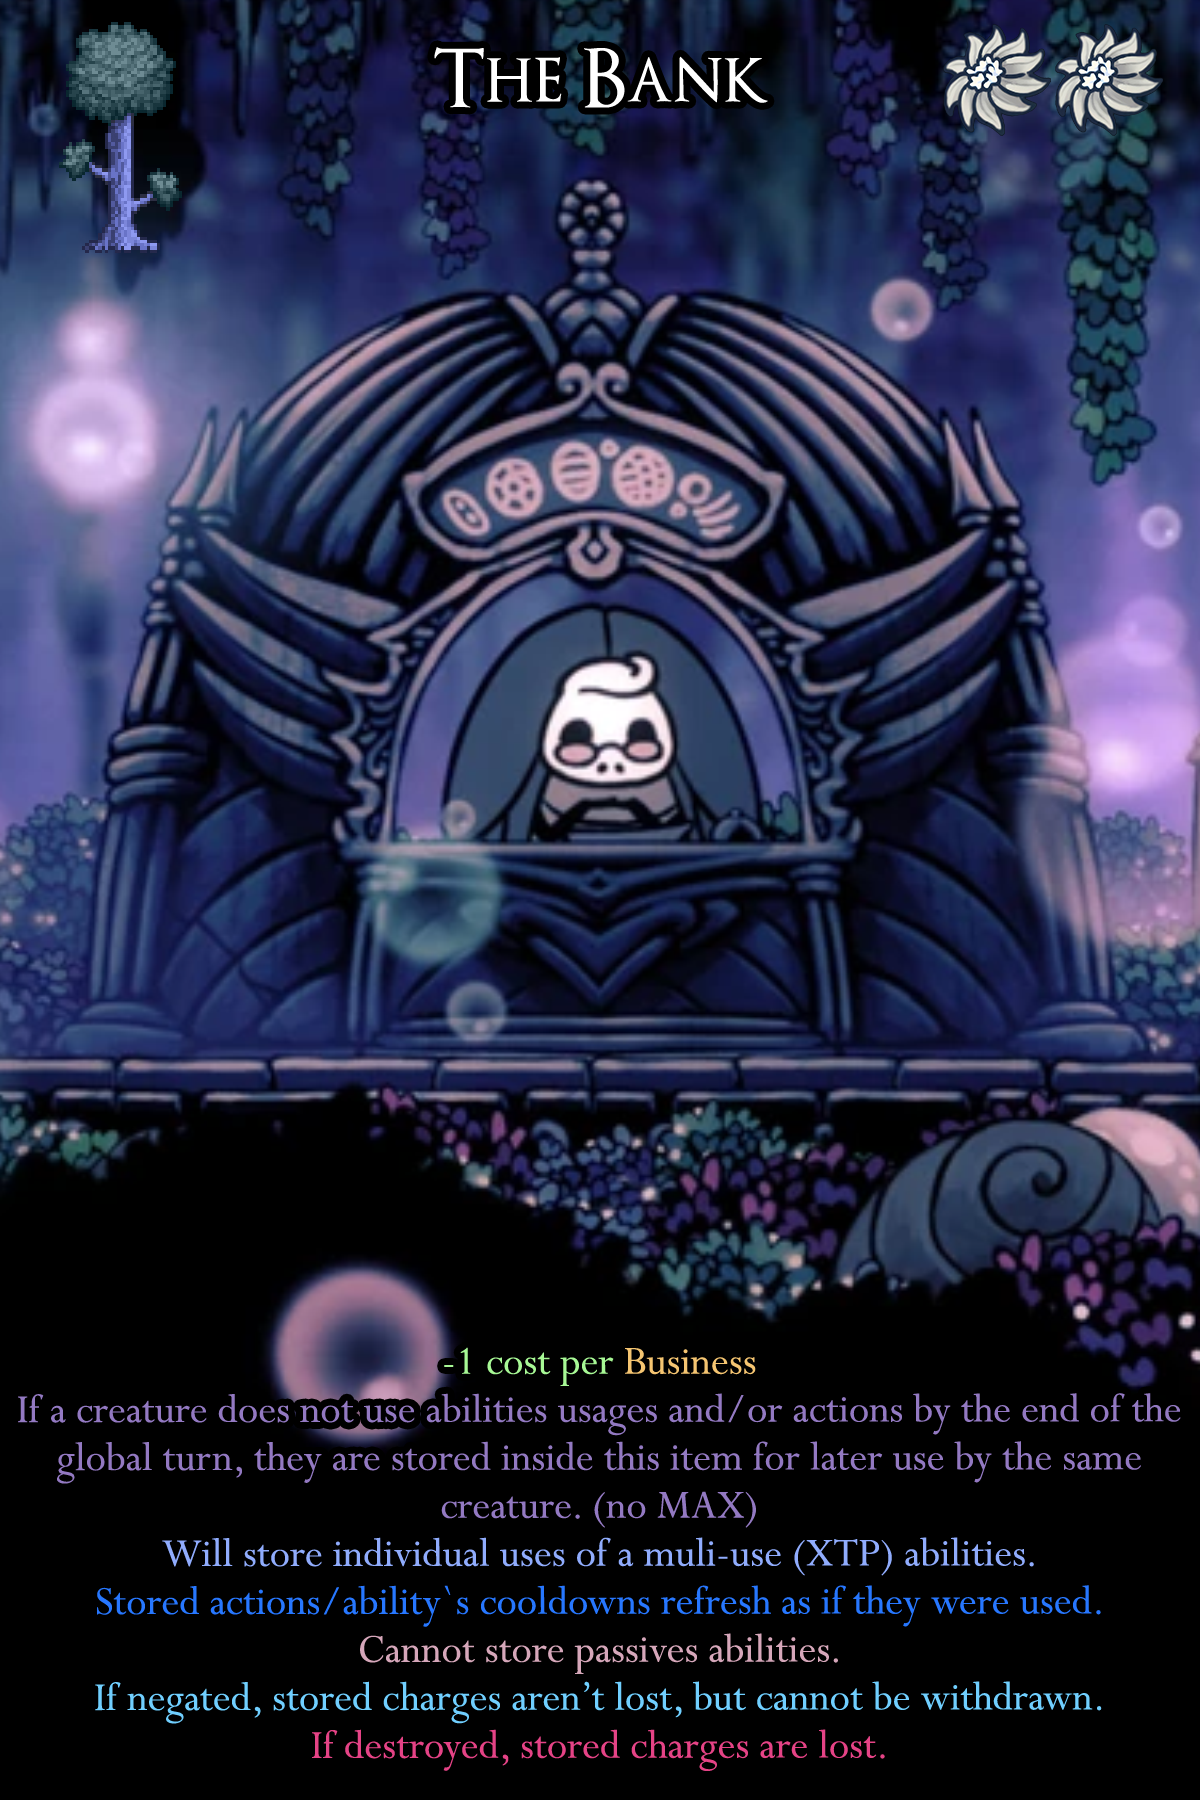 The Bank
-1 cost per Business
If a creature does not use abilities usages and/or actions by the end of the
global turn, they are stored inside this item for later use by the same
creature. (no MAX)
Will store individual uses of a muli-use (XTP) abilities.
Stored actions/ability`s cooldowns refresh as if they were used.
Cannot store passives abilities.
If negated, stored charges aren’t lost, but cannot be withdrawn.
If destroyed, stored charges are lost.